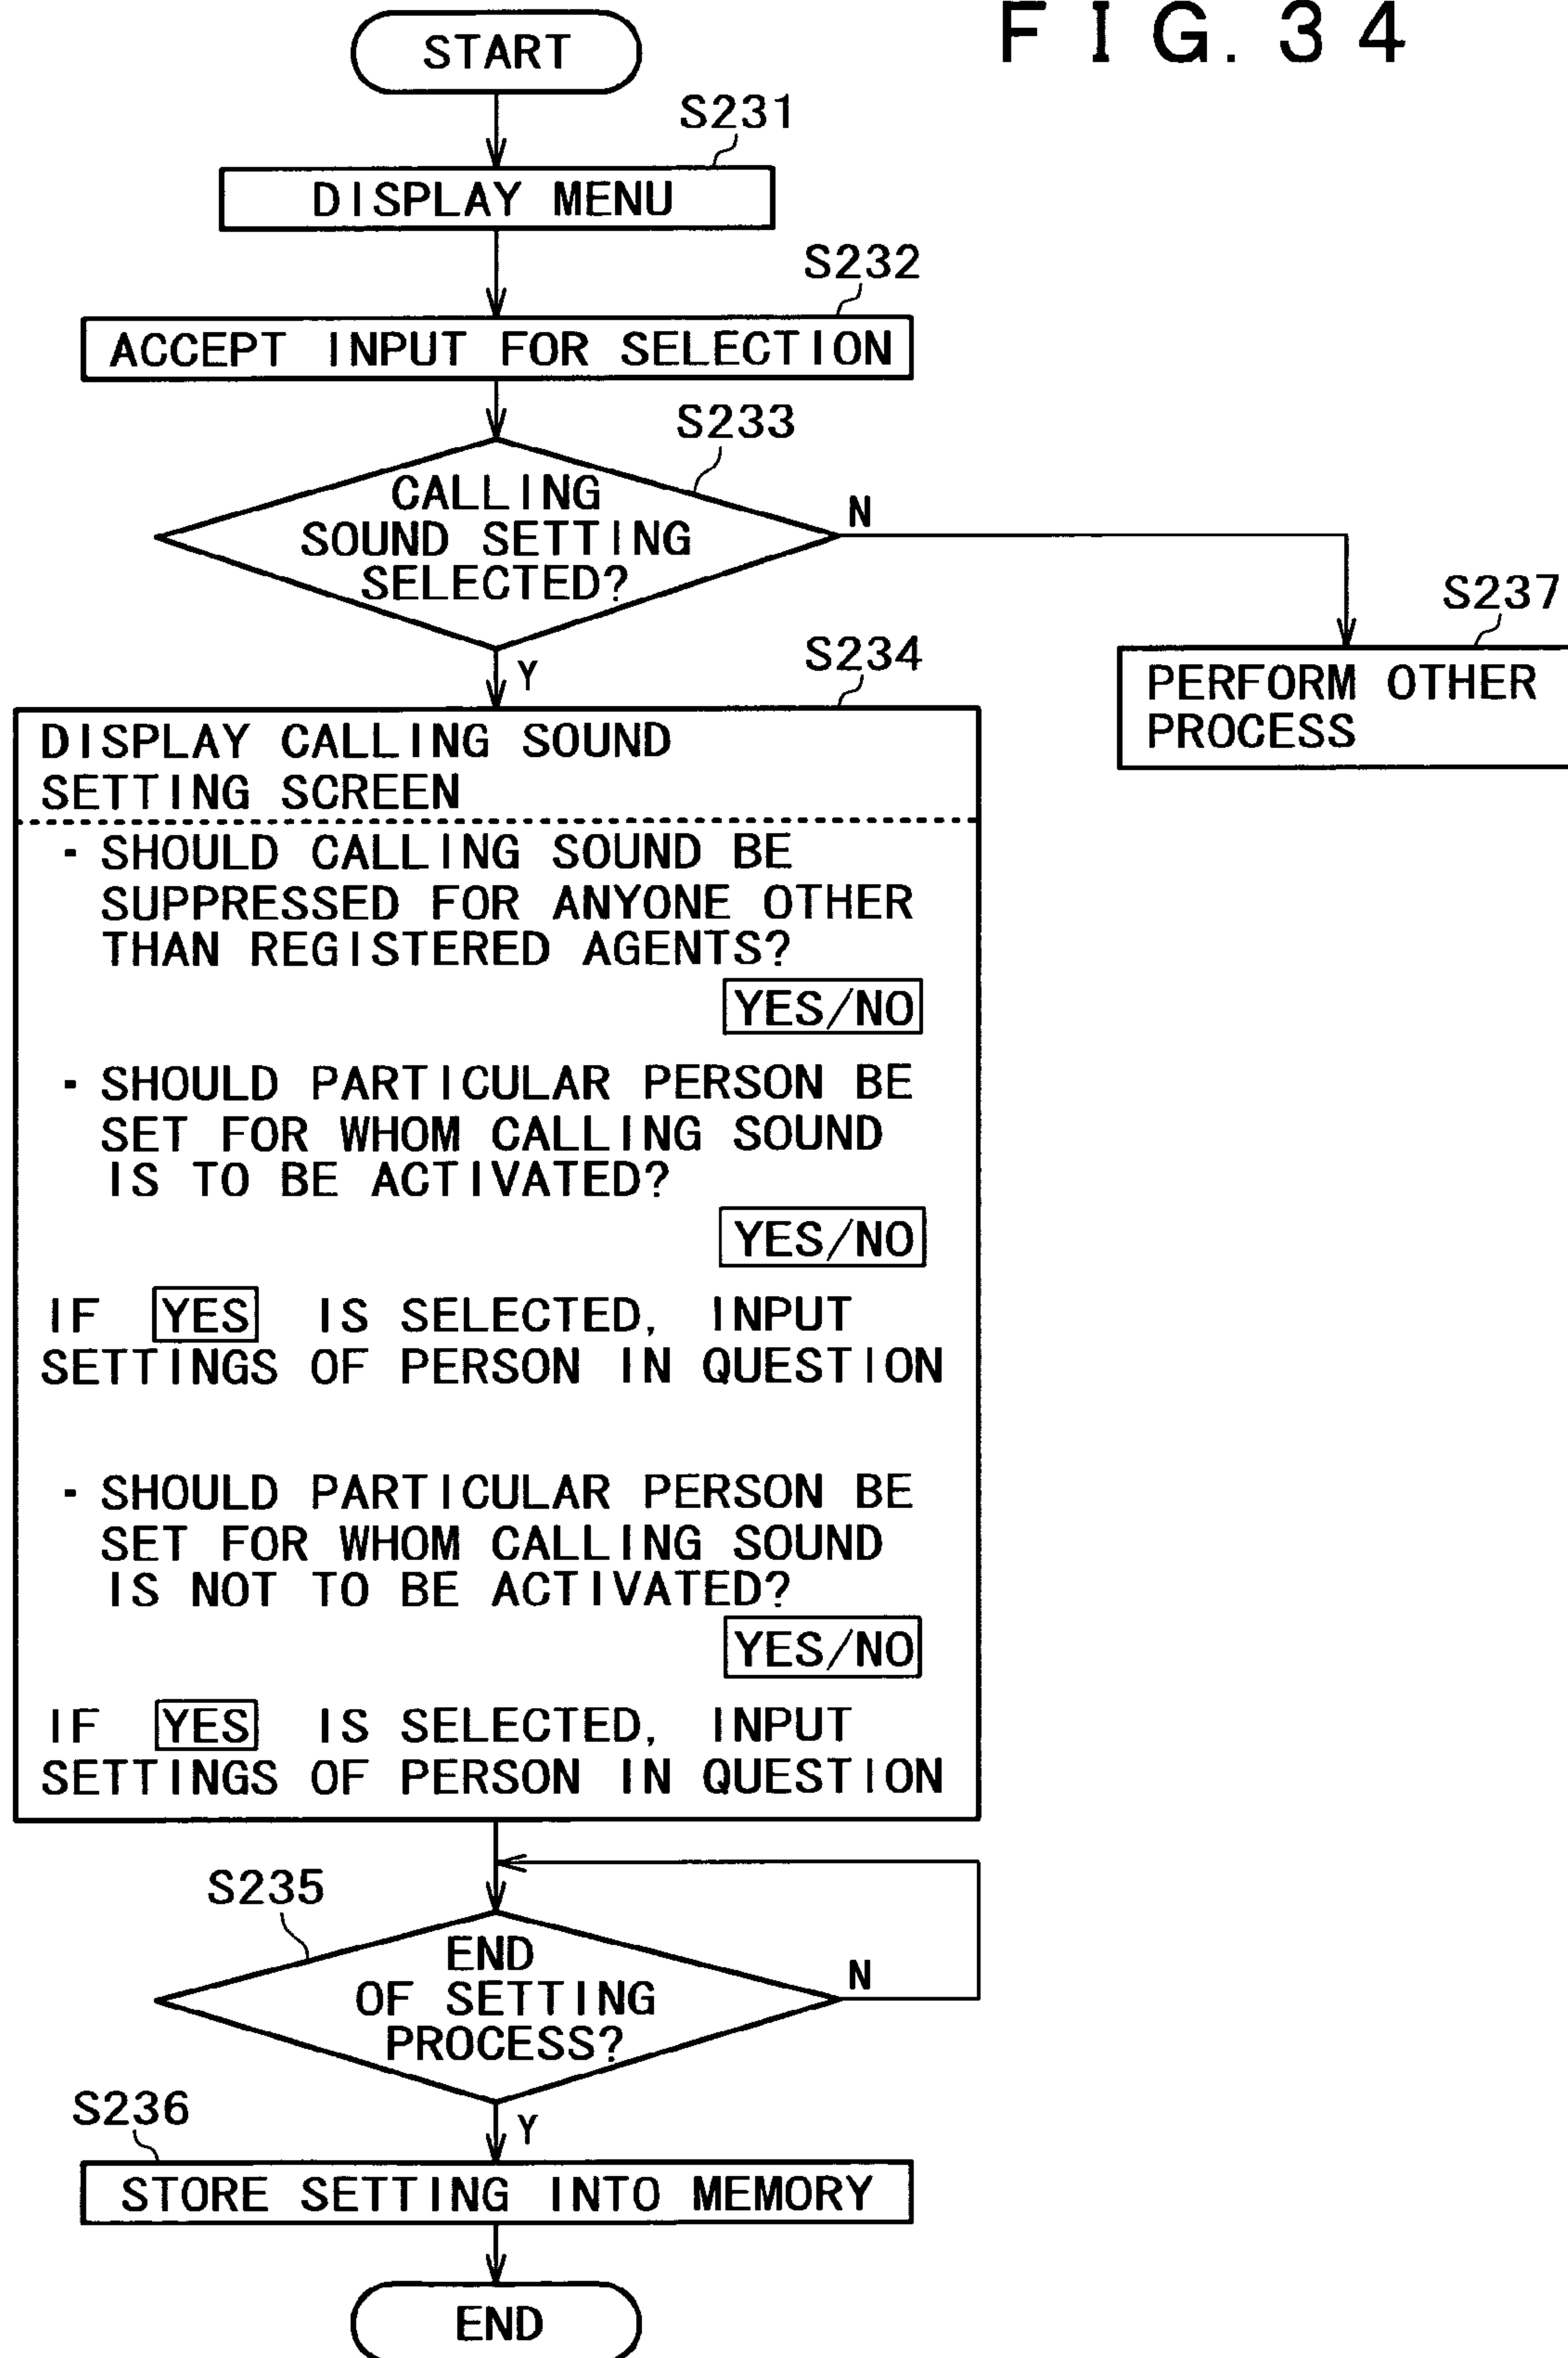 FIG. 34
START
S231
DISPLAY MENU
S232
ACCEPT INPUT FOR SELECTION
S233
CALLING
SOUND SETTING
SELECTED?
N
Y
S237
PERFORM OTHER
PROCESS
S234
DISPLAY CALLING SOUND
SETTING SCREEN
- SHOULD CALLING SOUND BE
SUPPRESSED FOR ANYONE OTHER
THAN REGISTERED AGENTS?
YES/NO
- SHOULD PARTICULAR PERSON BE
SET FOR WHOM CALLING SOUND
IS TO BE ACTIVATED?
YES/NO
IF YES IS SELECTED, INPUT
SETTINGS OF PERSON IN QUESTION
- SHOULD PARTICULAR PERSON BE
SET FOR WHOM CALLING SOUND
IS NOT TO BE ACTIVATED?
YES/NO
IF YES IS SELECTED, INPUT
SETTINGS OF PERSON IN QUESTION
S235
END
OF SETTING
PROCESS?
N
Y
S236
STORE SETTING INTO MEMORY
END